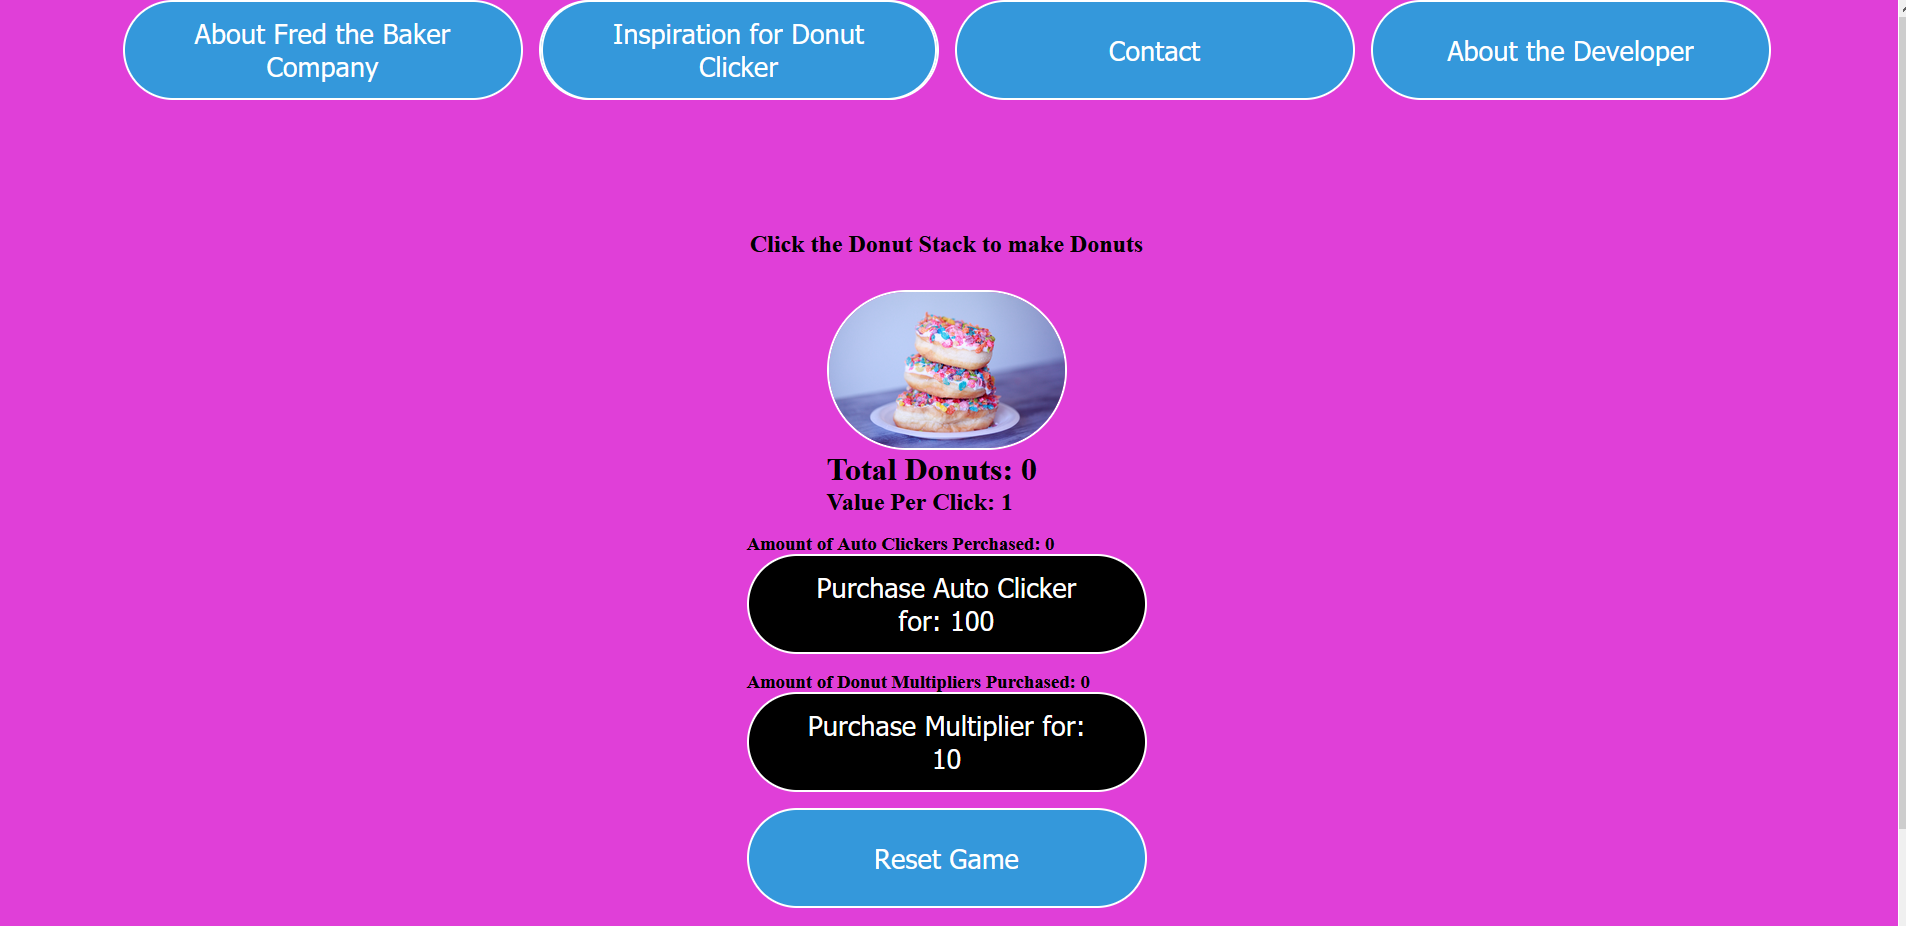 About Fred the Baker
Company
Inspiration for Donut
Clicker
Contact
About the Developer
Click the Donut Stack to make Donuts
Total Donuts: 0
Value Per Click: 1
Amount of Auto Clickers Perchased: 0
Purchase Auto Clicker
for: 100
Amount of Donut Multipliers Purchased: 0
Purchase Multiplier for:
10
Reset Game